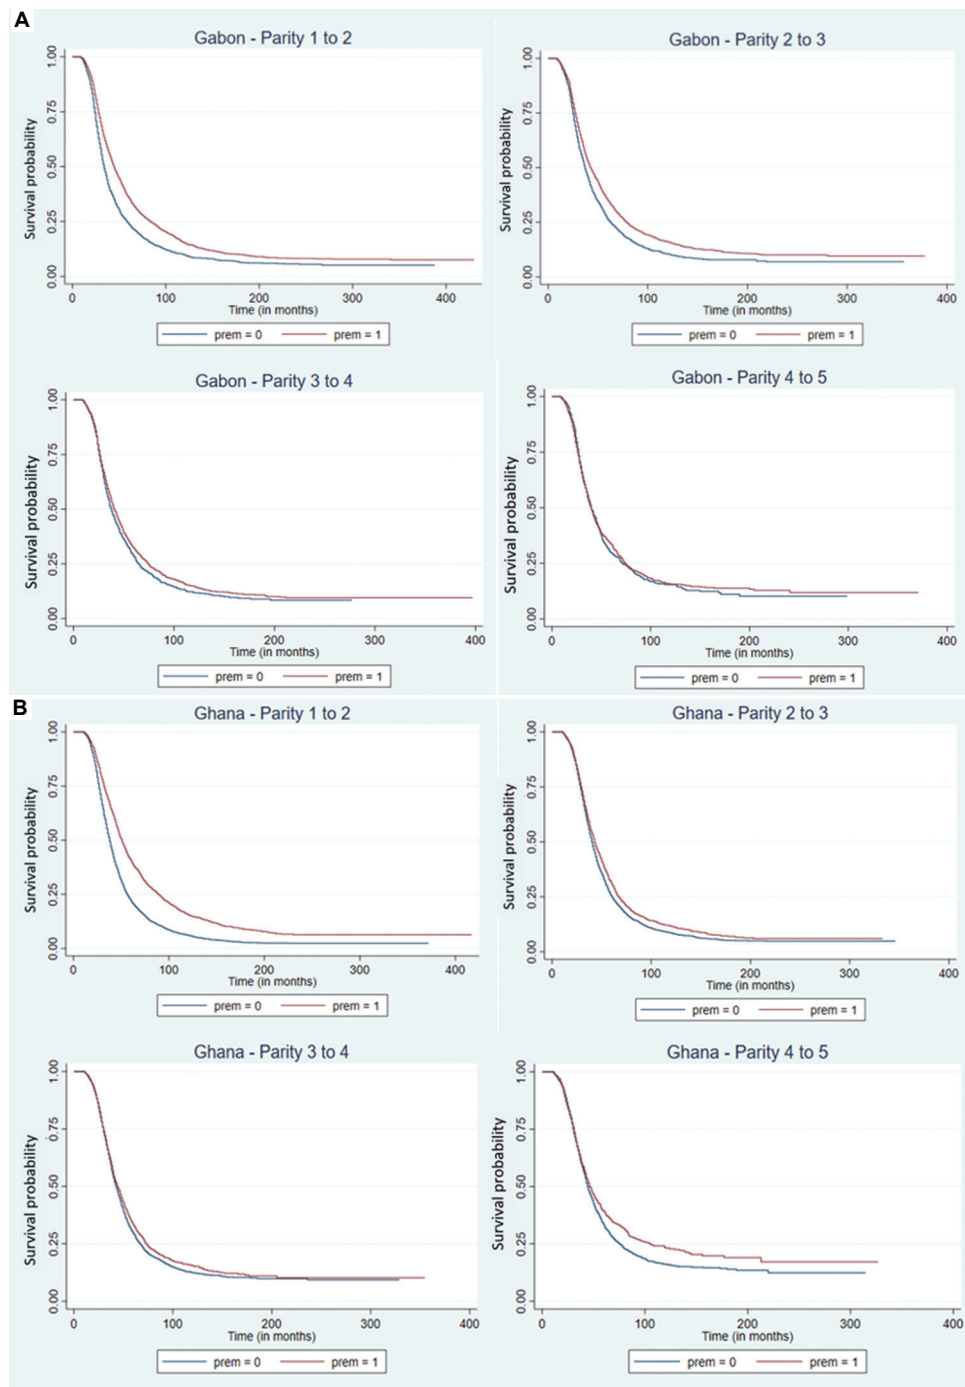 A
Gabon - Parity 1 to 2
Survival probability
1.00
0.75
0.50
0.25
0.00
0 100 200 300 400
Time (in months)
prem = 0 prem = 1
Gabon - Parity 2 to 3
Survival probability
1.00
0.75
0.50
0.25
0.00
0 100 200 300 400
Time (in months)
prem = 0 prem = 1
Gabon - Parity 3 to 4
Survival probability
1.00
0.75
0.50
0.25
0.00
0 100 200 300 400
Time (in months)
prem = 0 prem = 1
Gabon - Parity 4 to 5
Survival probability
1.00
0.75
0.50
0.25
0.00
0 100 200 300 400
Time (in months)
prem = 0 prem = 1
B
Ghana - Parity 1 to 2
Survival probability
1.00
0.75
0.50
0.25
0.00
0 100 200 300 400
Time (in months)
prem = 0 prem = 1
Ghana - Parity 2 to 3
Survival probability
1.00
0.75
0.50
0.25
0.00
0 100 200 300 400
Time (in months)
prem = 0 prem = 1
Ghana - Parity 3 to 4
Survival probability
1.00
0.75
0.50
0.25
0.00
0 100 200 300 400
Time (in months)
prem = 0 prem = 1
Ghana - Parity 4 to 5
Survival probability
1.00
0.75
0.50
0.25
0.00
0 100 200 300 400
Time (in months)
prem = 0 prem = 1